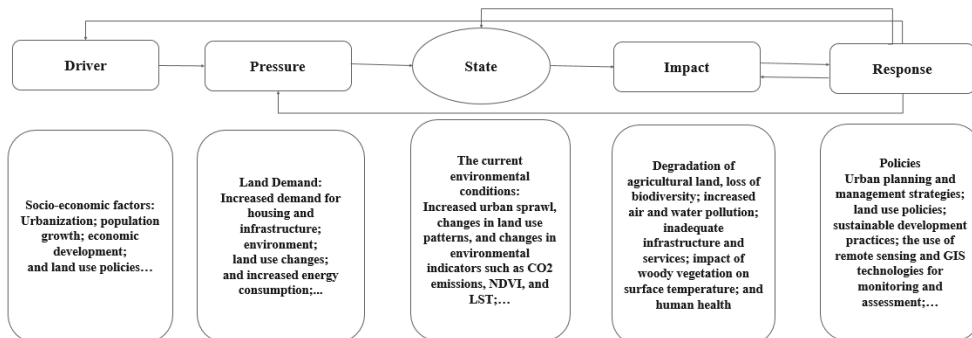 Driver
Pressure
State
Impact
Response
Socio-economic factors:
Urbanization; population
growth; economic
development;
and land use policies…
Land Demand:
Increased demand for
housing and
infrastructure;
environment;
land use changes;
and increased energy
consumption;...
The current
environmental
conditions:
Increased urban sprawl,
changes in land use
patterns, and changes in
environmental
indicators such as CO2
emissions, NDVI, and
LST;…
Degradation of
agricultural land, loss of
biodiversity; increased
air and water pollution;
inadequate
infrastructure and
services; impact of
woody vegetation on
surface temperature; and
human health
Policies
Urban planning and
management strategies;
land use policies;
sustainable development
practices; the use of
remote sensing and GIS
technologies for
monitoring and
assessment;…